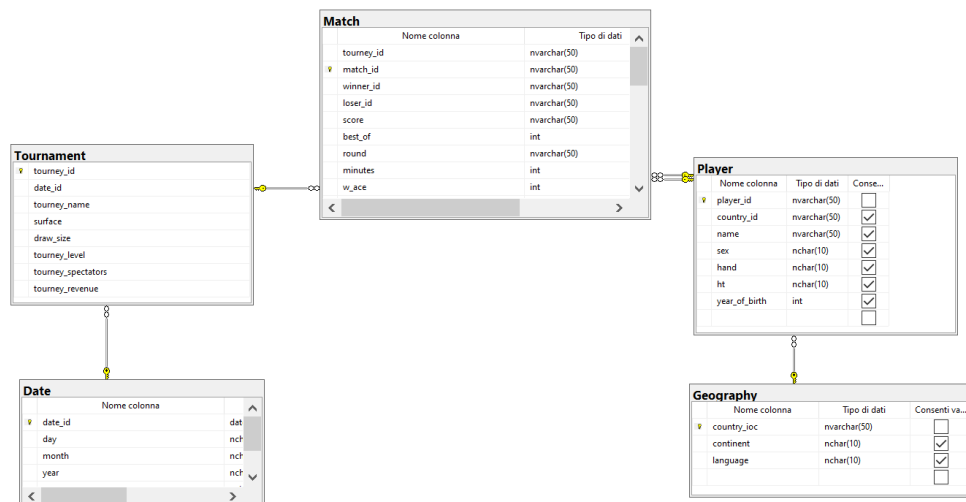 Match
Nome colonna Tipo di dati
tourney_id nvarchar(50)
match_id nvarchar(50)
winner_id nvarchar(50)
loser_id nvarchar(50)
score nvarchar(50)
best_of int
round nvarchar(50)
minutes int
w_ace int
Tournament
tourney_id
date_id
tourney_name
surface
draw_size
tourney_level
tourney_spectators
tourney_revenue
Player
Nome colonna Tipo di dati Conse...
player_id nvarchar(50)
country_id nvarchar(50)
name nvarchar(50)
sex nchar(10)
hand nchar(10)
ht nchar(10)
year_of_birth int
Date
Nome colonna
date_id dat
day nch
month nch
year nch
Geography
Nome colonna Tipo di dati Consenti va...
country_ioc nvarchar(50)
continent nchar(10)
language nchar(10)